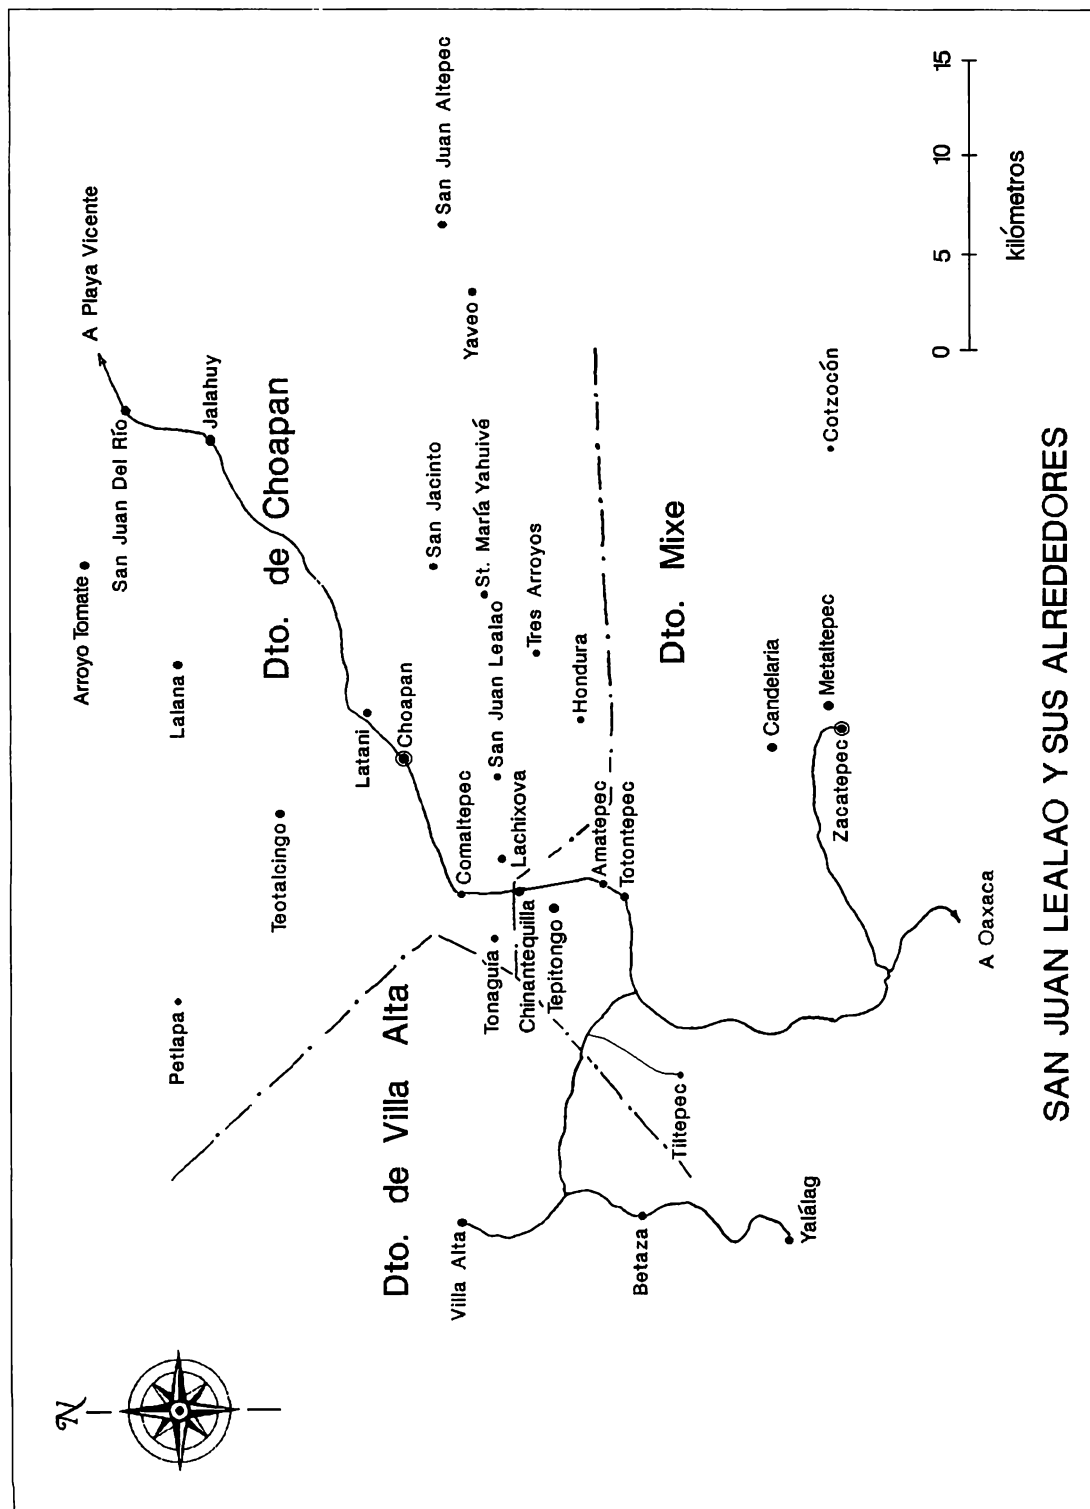 N
A Playa Vicente
Arroyo Tomate
San Juan Del Río
Jalahuy
Lalana
Petlapa
Teotalcingo
Dto. de Choapan
Latani
Choapan
San Juan Altepec
Yaveo
San Jacinto
St. María Yahuivé
San Juan Lealao
Tres Arroyos
Hondura
Comaltepec
Lachixova
Dto. de Villa Alta
Villa Alta
Tonaguía
Chinantequilla
Tepitongo
Amatepec
Totontepec
Dto. Mixe
Betaza
Tiltepec
Yalálag
Candelaria
Metaltepec
Zacatepec
Cotzocón
A Oaxaca
0 5 10 15
kilómetros
SAN JUAN LEALAO Y SUS ALREDEDORES